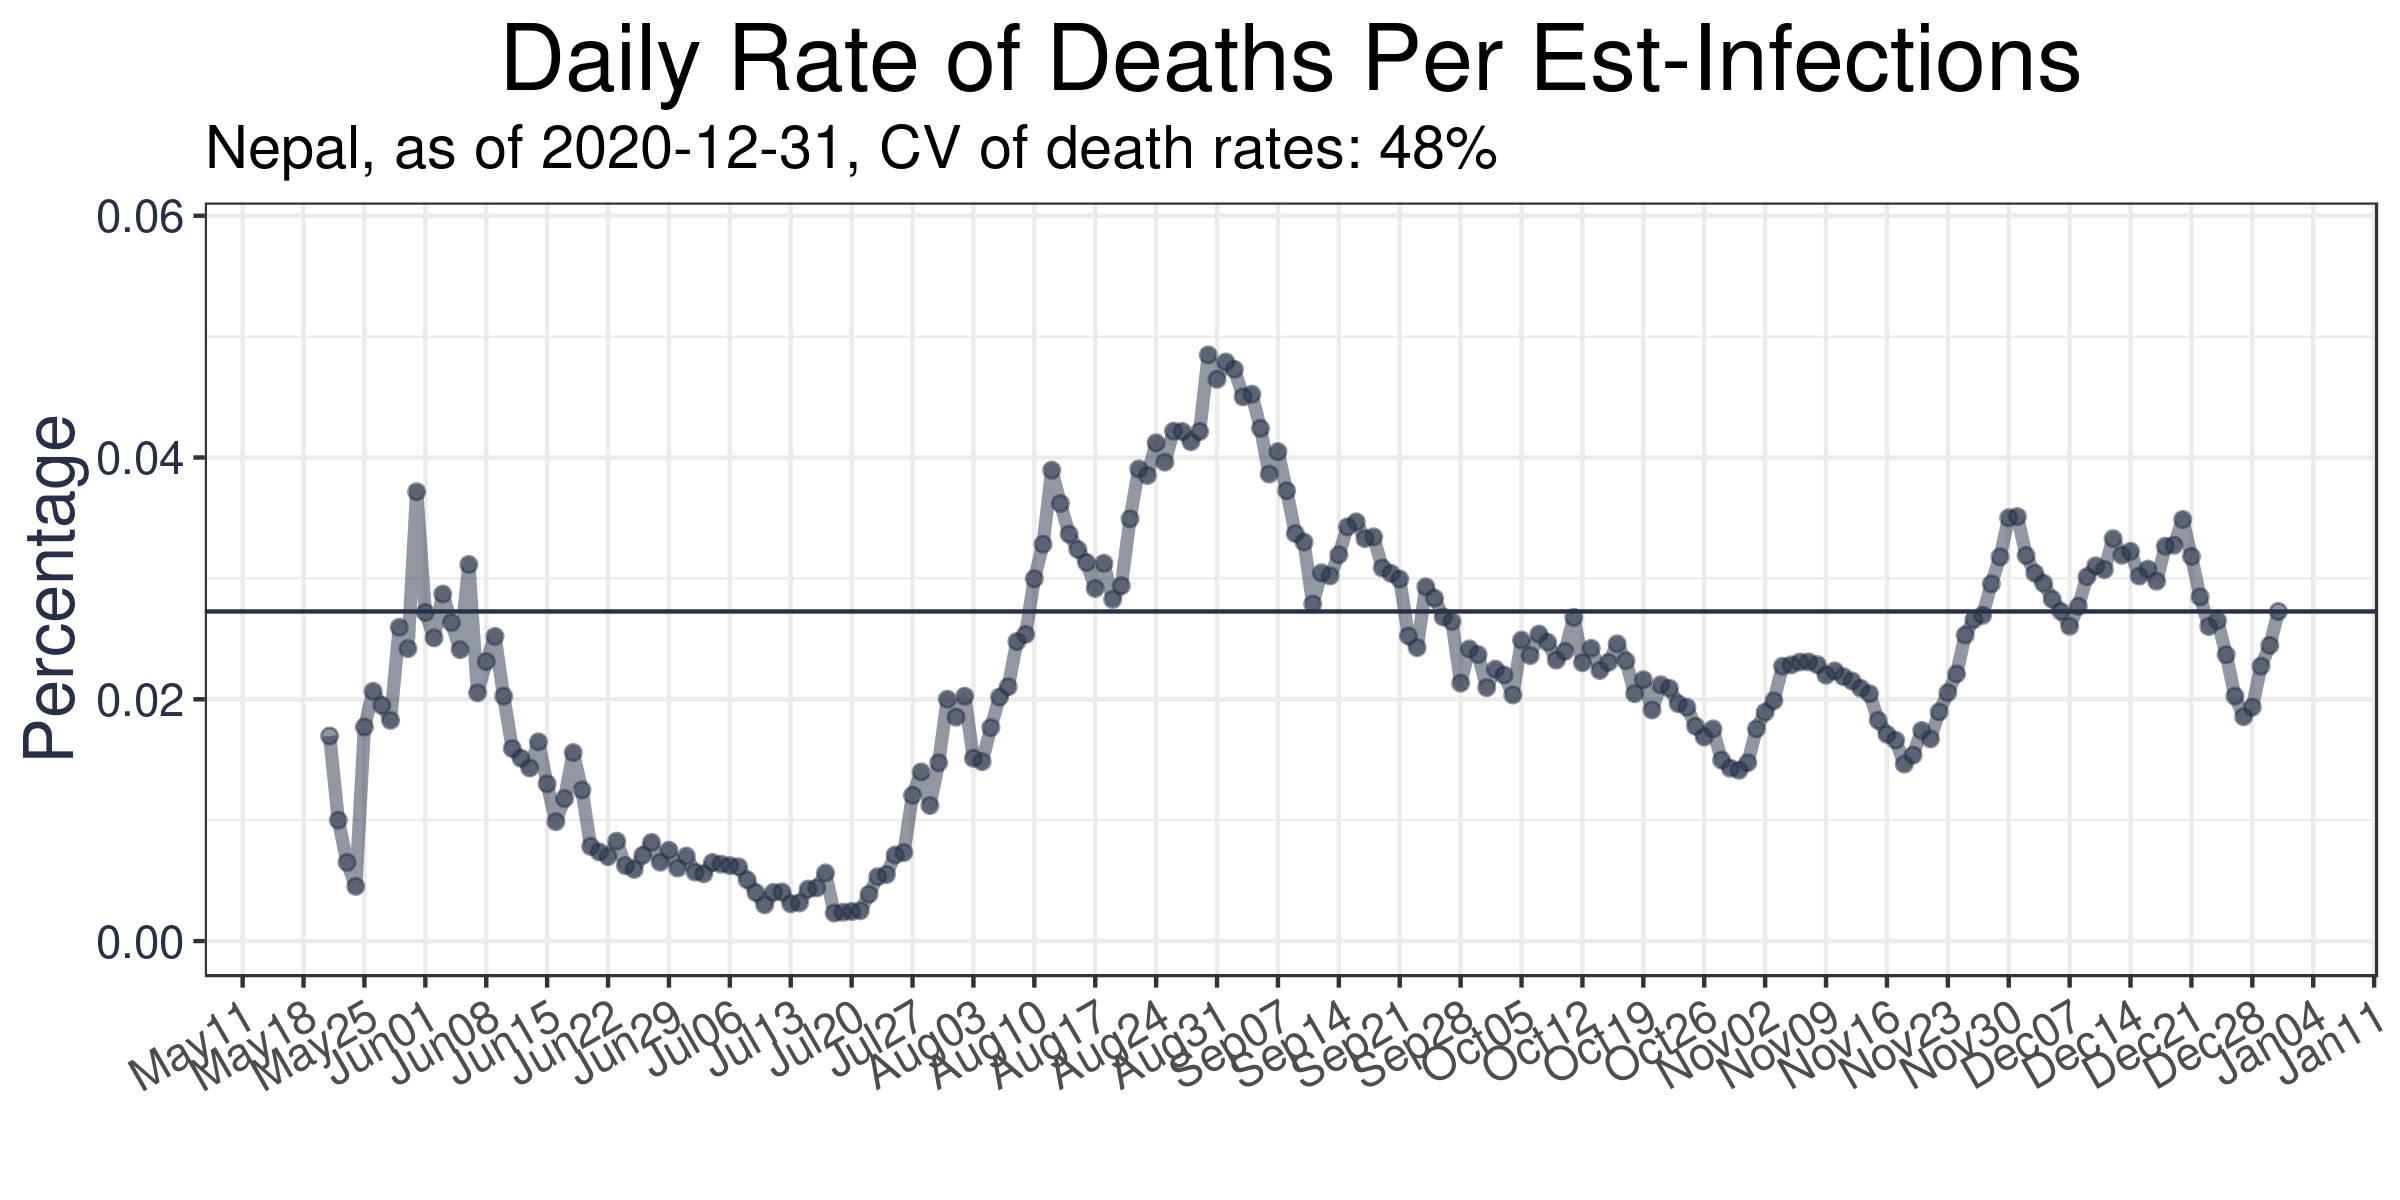 Daily Rate of Deaths Per Est-Infections
Nepal, as of 2020-12-31, CV of death rates: 48%
Percentage
0.06
0.04
0.02
0.00
May11
May18
May25
Jun01
Jun08
Jun15
Jun22
Jun29
Jul06
Jul13
Jul20
Jul27
Aug03
Aug10
Aug17
Aug24
Aug31
Sep07
Sep14
Sep21
Sep28
Oct05
Oct12
Oct19
Oct26
Nov02
Nov09
Nov16
Nov23
Nov30
Dec07
Dec14
Dec21
Dec28
Jan04
Jan11